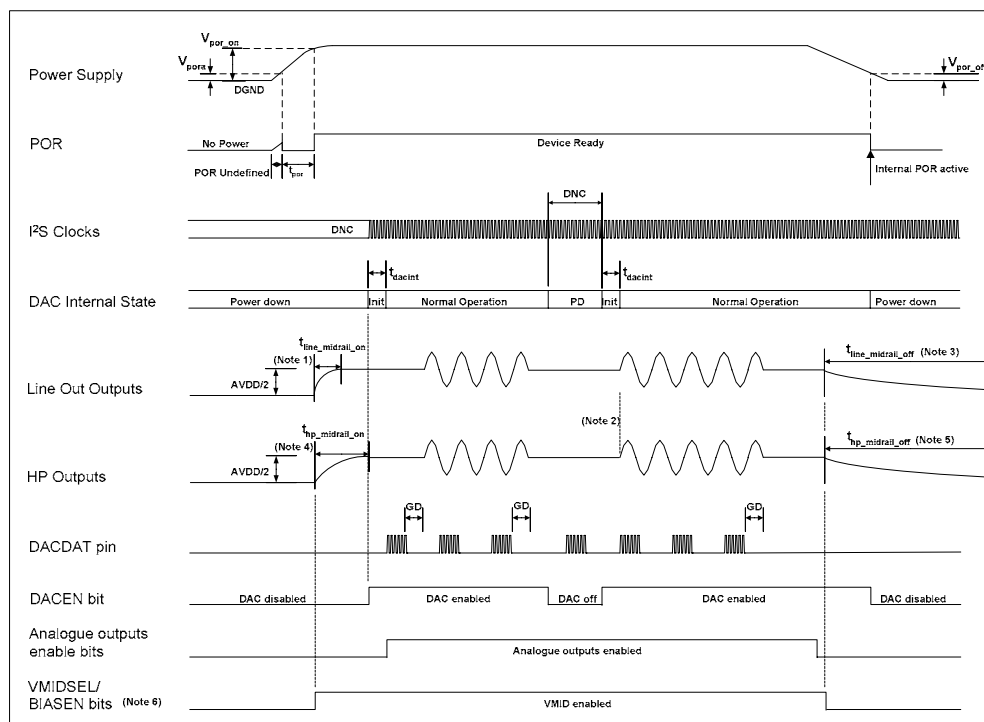 Vpor_on
Vpora
DGND
Power Supply
Vpor_off
POR
No Power
Device Ready
POR Undefined
tpor
Internal POR active
DNC
I²S Clocks
DNC
tdacint
tdacint
DAC Internal State
Power down
Init
Normal Operation
PD
Init
Normal Operation
Power down
tline_midrail_on
(Note 1)
tline_midrail_off (Note 3)
Line Out Outputs
AVDD/2
(Note 2)
thp_midrail_on
(Note 4)
thp_midrail_off (Note 5)
HP Outputs
AVDD/2
GD
GD
GD
DACDAT pin
DACEN bit
DAC disabled
DAC enabled
DAC off
DAC enabled
DAC disabled
Analogue outputs
enable bits
Analogue outputs enabled
VMIDSEL/
BIASEN bits (Note 6)
VMID enabled